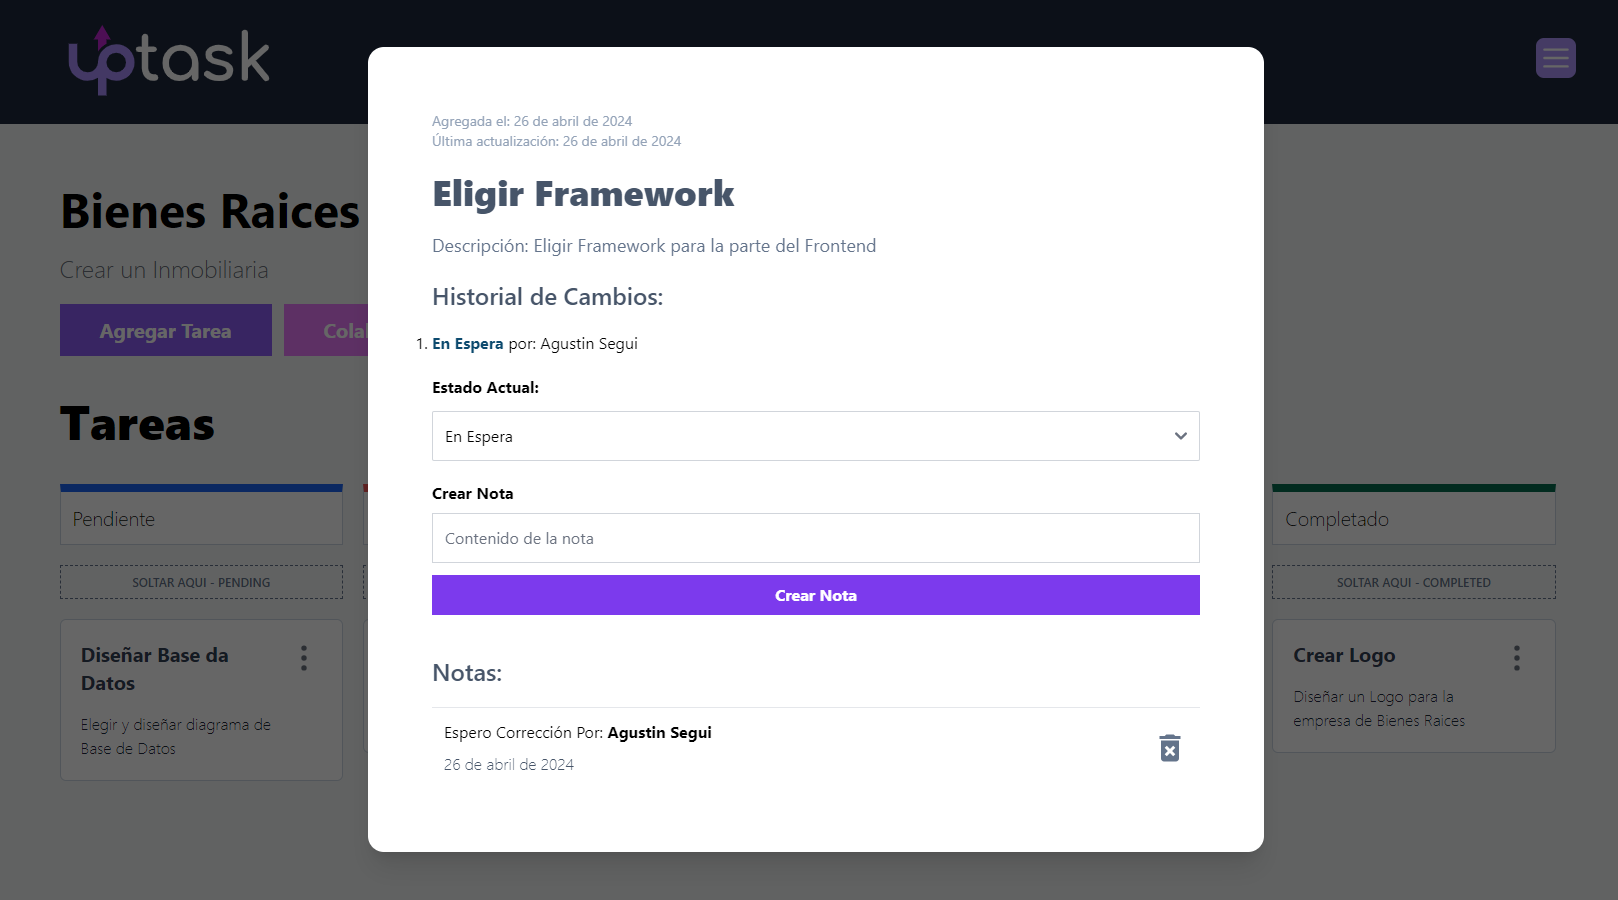 uptask
Bienes Raices
Crear un Inmobiliaria
Agregar Tarea
Tareas
Pendiente
SOLTAR AQUI - PENDING
Diseñar Base da
Datos
Elegir y diseñar diagrama de
Base de Datos
Agregada el: 26 de abril de 2024
Última actualización: 26 de abril de 2024
Eligir Framework
Descripción: Eligir Framework para la parte del Frontend
Historial de Cambios:
1. En Espera por: Agustin Segui
Estado Actual:
En Espera
Crear Nota
Contenido de la nota
Crear Nota
Notas:
Espero Corrección Por: Agustin Segui
26 de abril de 2024
Completado
SOLTAR AQUI - COMPLETED
Crear Logo
Diseñar un Logo para la
empresa de Bienes Raices